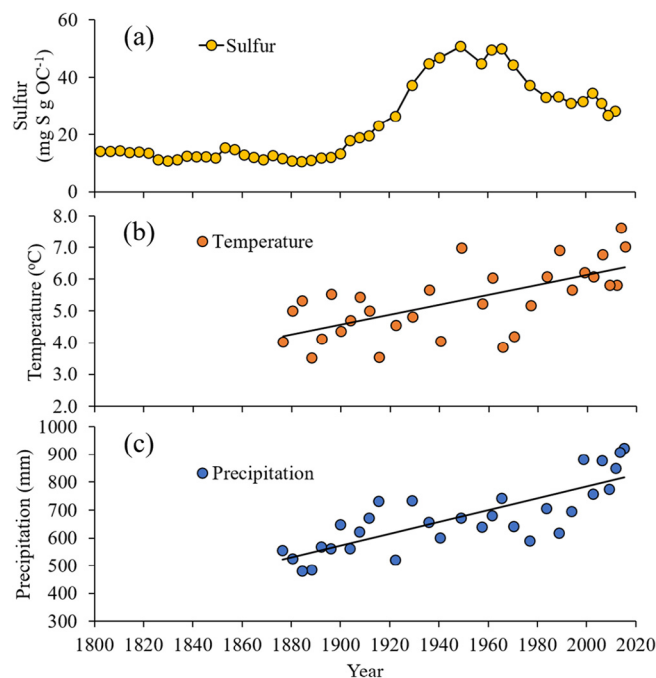 (a)
Sulfur
Sulfur
(mg S g OC⁻¹)
60
40
20
0
(b)
Temperature
Temperature (°C)
8.0
7.0
6.0
5.0
4.0
3.0
2.0
(c)
Precipitation
Precipitation (mm)
1000
900
800
700
600
500
400
300
1800 1820 1840 1860 1880 1900 1920 1940 1960 1980 2000 2020
Year